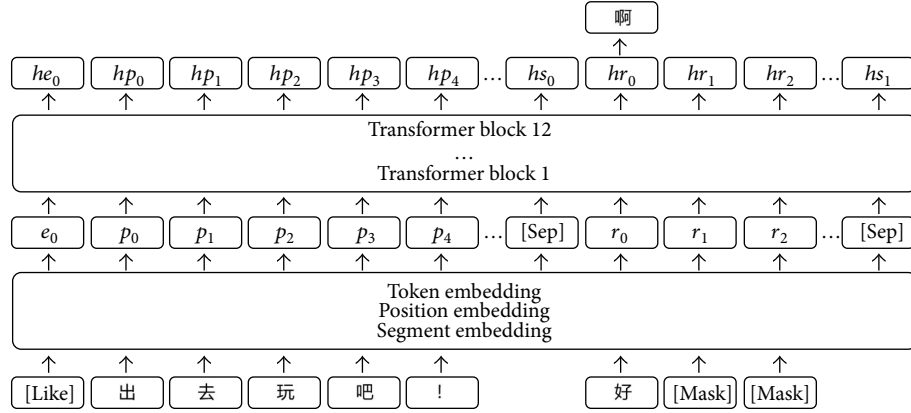 啊
he0 hp0 hp1 hp2 hp3 hp4 … hs0 hr0 hr1 hr2 … hs1
Transformer block 12
…
Transformer block 1
e0 p0 p1 p2 p3 p4 … [Sep] r0 r1 r2 … [Sep]
Token embedding
Position embedding
Segment embedding
[Like] 出 去 玩 吧 ! 好 [Mask] [Mask]